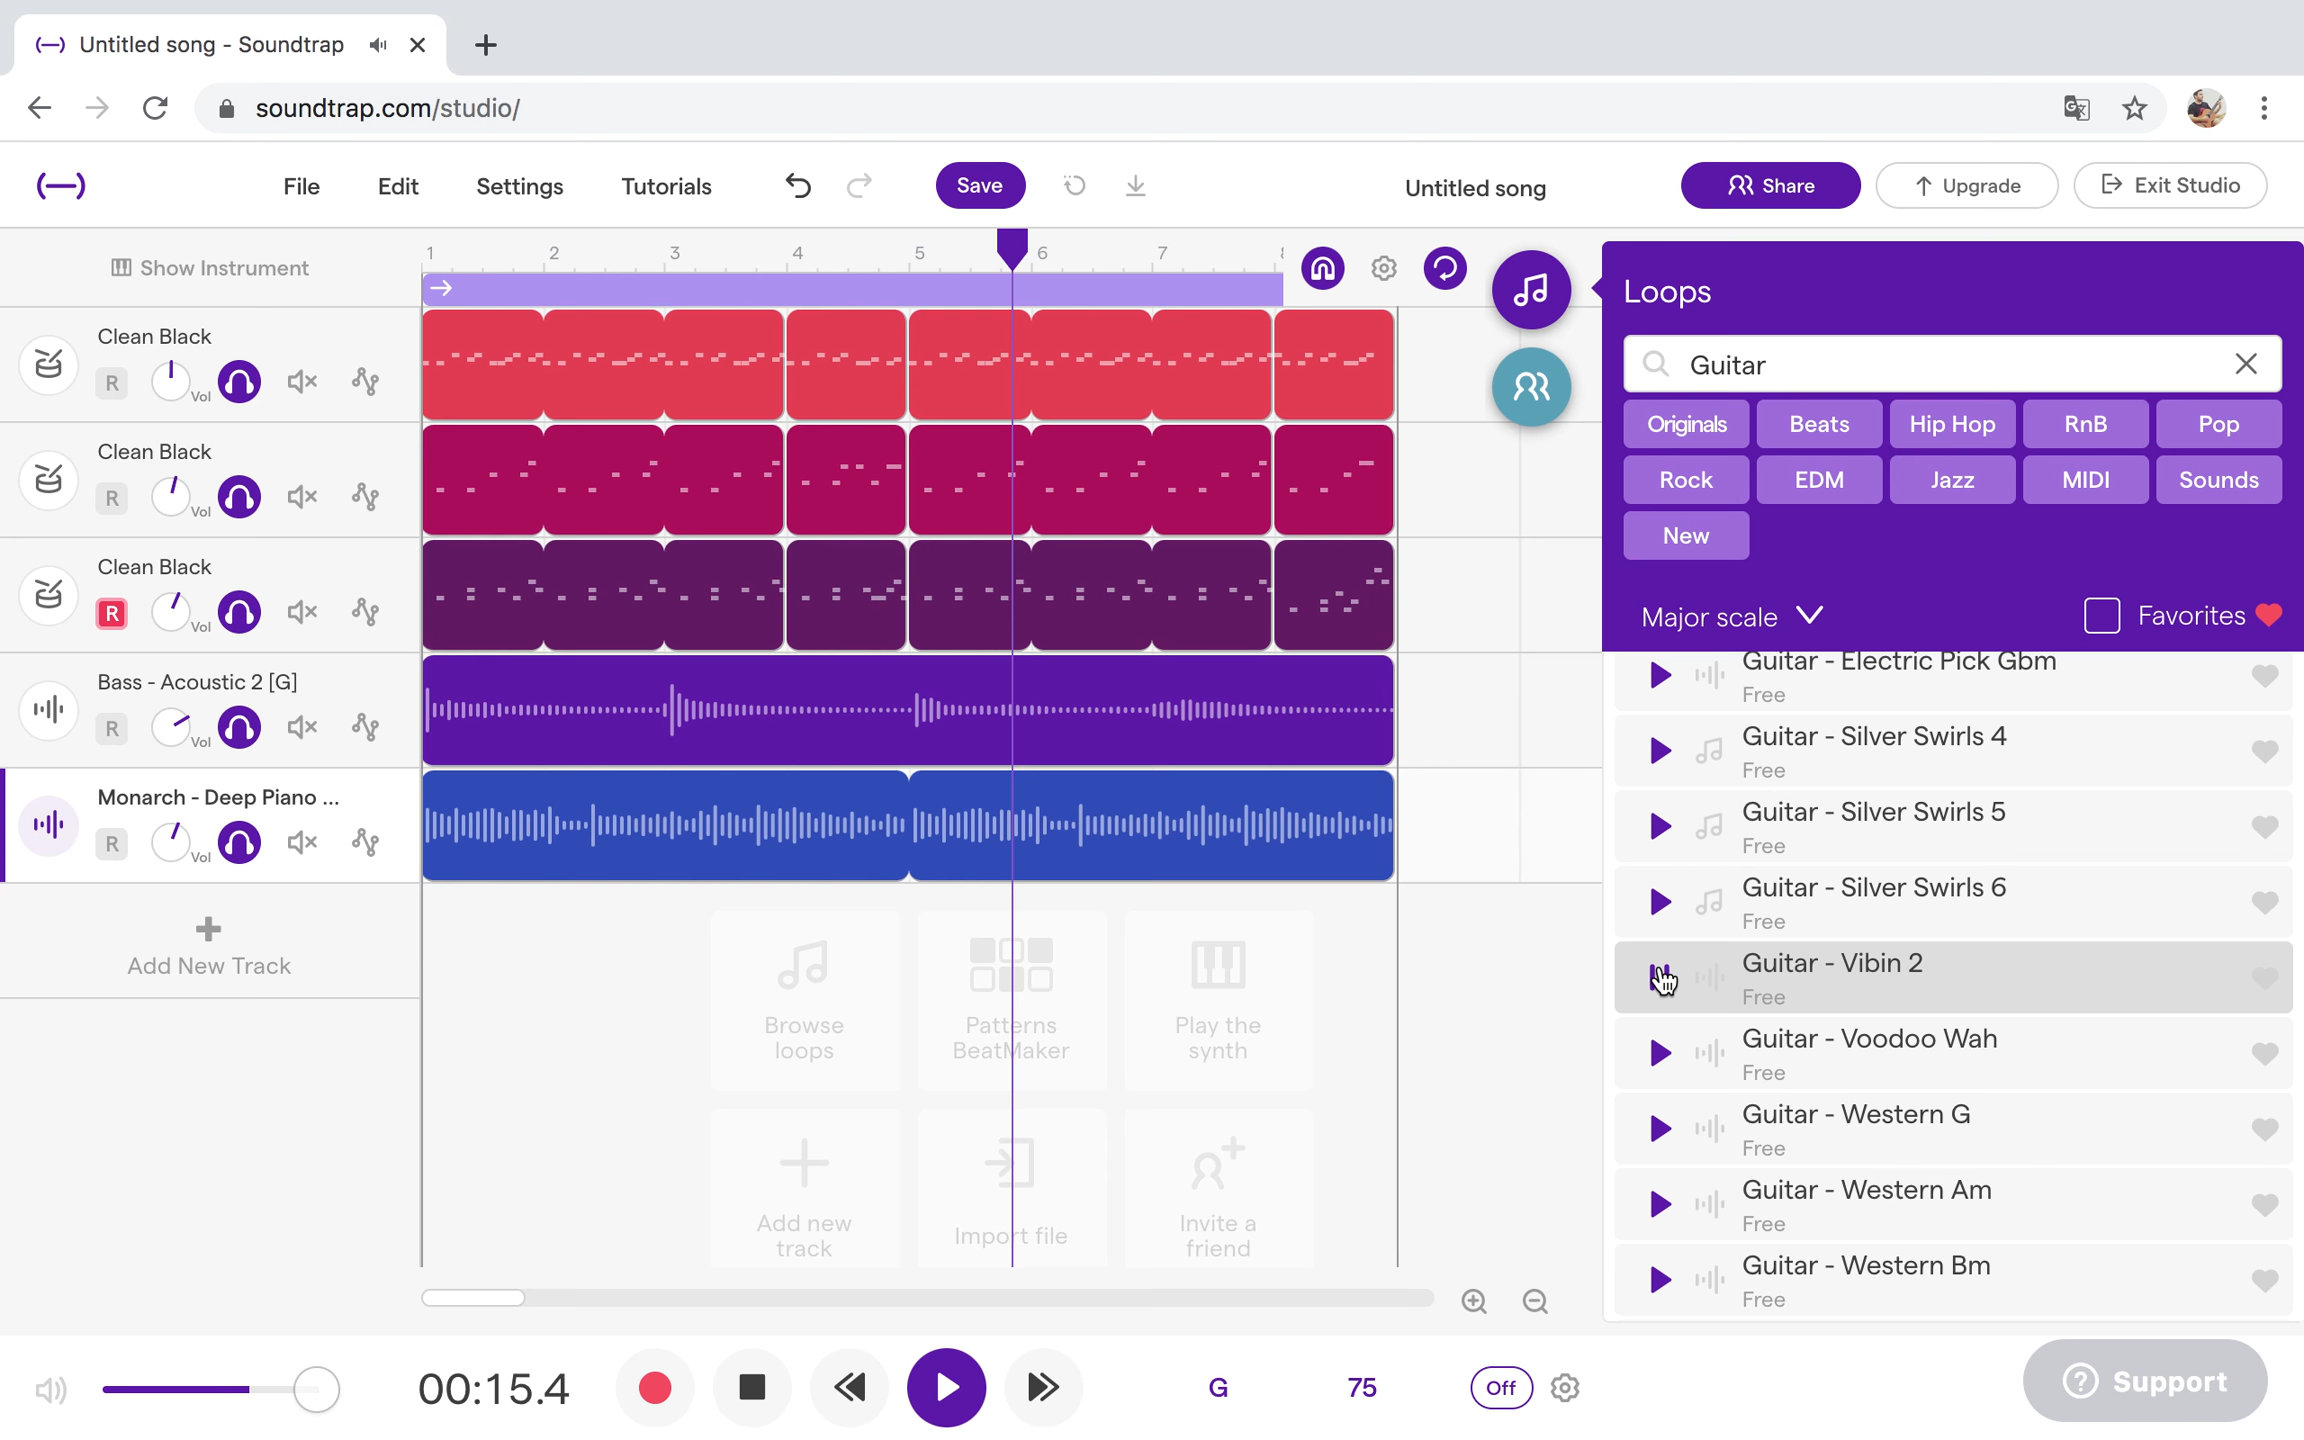 Untitled song - Soundtrap
soundtrap.com/studio/
File
Edit
Settings
Tutorials
Save
Untitled song
Share
Upgrade
Exit Studio
Show Instrument
1
2
3
4
5
6
7
Clean Black
R
Vol
Clean Black
R
Vol
Clean Black
R
Vol
Bass - Acoustic 2 [G]
R
Vol
Monarch - Deep Piano ...
R
Vol
Add New Track
Browse
loops
Patterns
BeatMaker
Play the
synth
Add new
track
Import file
Invite a
friend
Loops
Guitar
Originals
Beats
Hip Hop
RnB
Pop
Rock
EDM
Jazz
MIDI
Sounds
New
Major scale
Favorites
Guitar - Electric Pick Gbm
Free
Guitar - Silver Swirls 4
Free
Guitar - Silver Swirls 5
Free
Guitar - Silver Swirls 6
Free
Guitar - Vibin 2
Free
Guitar - Voodoo Wah
Free
Guitar - Western G
Free
Guitar - Western Am
Free
Guitar - Western Bm
Free
00:15.4
G
75
Off
Support